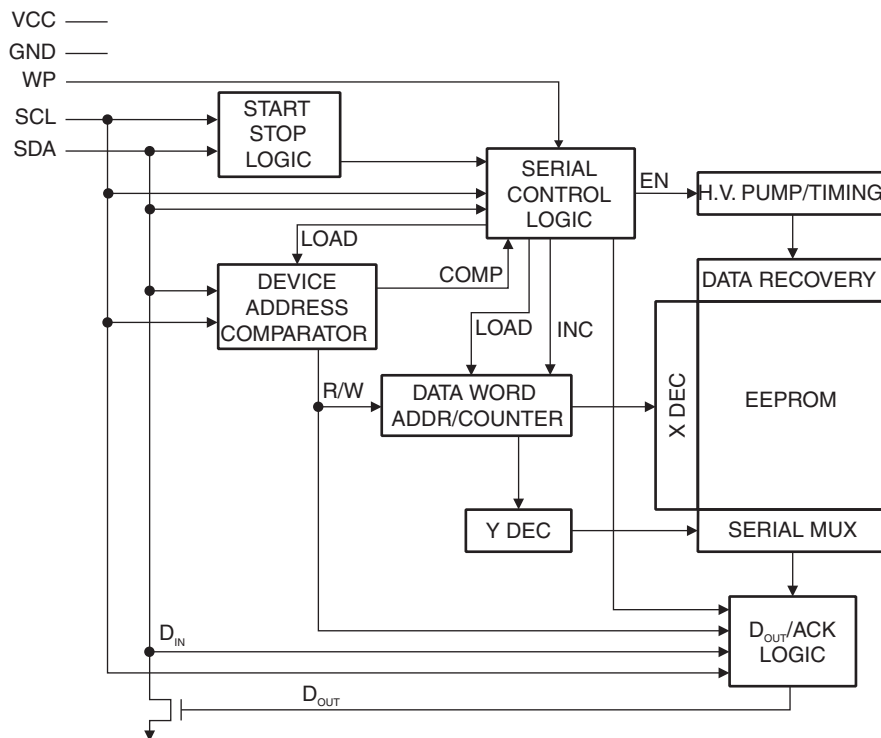 VCC
GND
WP
SCL
SDA
START
STOP
LOGIC
SERIAL
CONTROL
LOGIC
EN
H.V. PUMP/TIMING
LOAD
COMP
DEVICE
ADDRESS
COMPARATOR
DATA RECOVERY
LOAD
INC
R/W
DATA WORD
ADDR/COUNTER
X DEC
EEPROM
Y DEC
SERIAL MUX
DIN
DOUT/ACK
LOGIC
DOUT